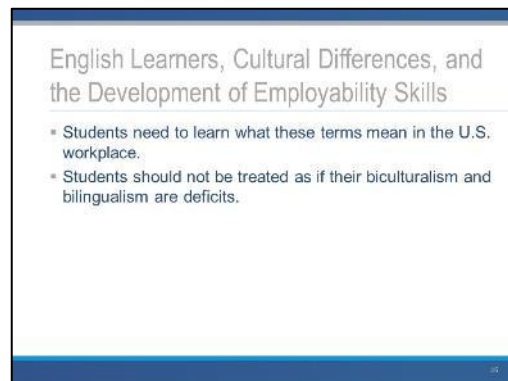 English Learners, Cultural Differences, and
the Development of Employability Skills
▪ Students need to learn what these terms mean in the U.S.
workplace.
▪ Students should not be treated as if their biculturalism and
bilingualism are deficits.